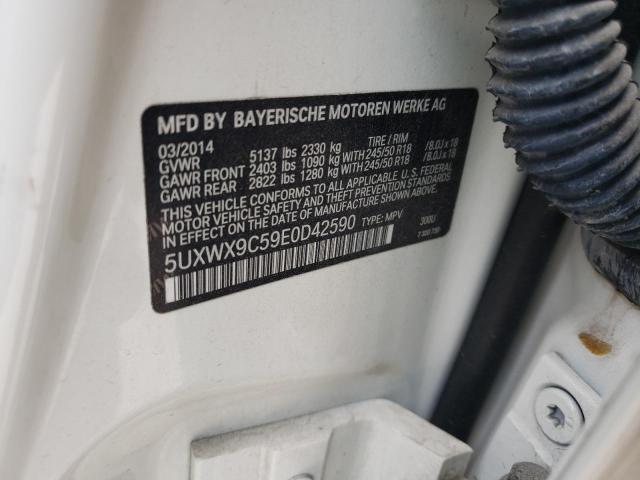 MFD BY BAYERISCHE MOTOREN WERKE AG
03/2014 TIRE / RIM
GVWR 5137 lbs 2330 kg
GAWR FRONT 2403 lbs 1090 kg WITH 245/50 R18 /8.0J x 18
GAWR REAR 2822 lbs 1280 kg WITH 245/50 R18 /8.0J x 18
THIS VEHICLE CONFORMS TO ALL APPLICABLE U.S. FEDERAL
MOTOR VEHICLE SAFETY AND THEFT PREVENTION STANDARDS
IN EFFECT ON THE DATE OF MANUFACTURE SHOWN ABOVE.
5UXWX9C59E0D42590 TYPE: MPV 300U